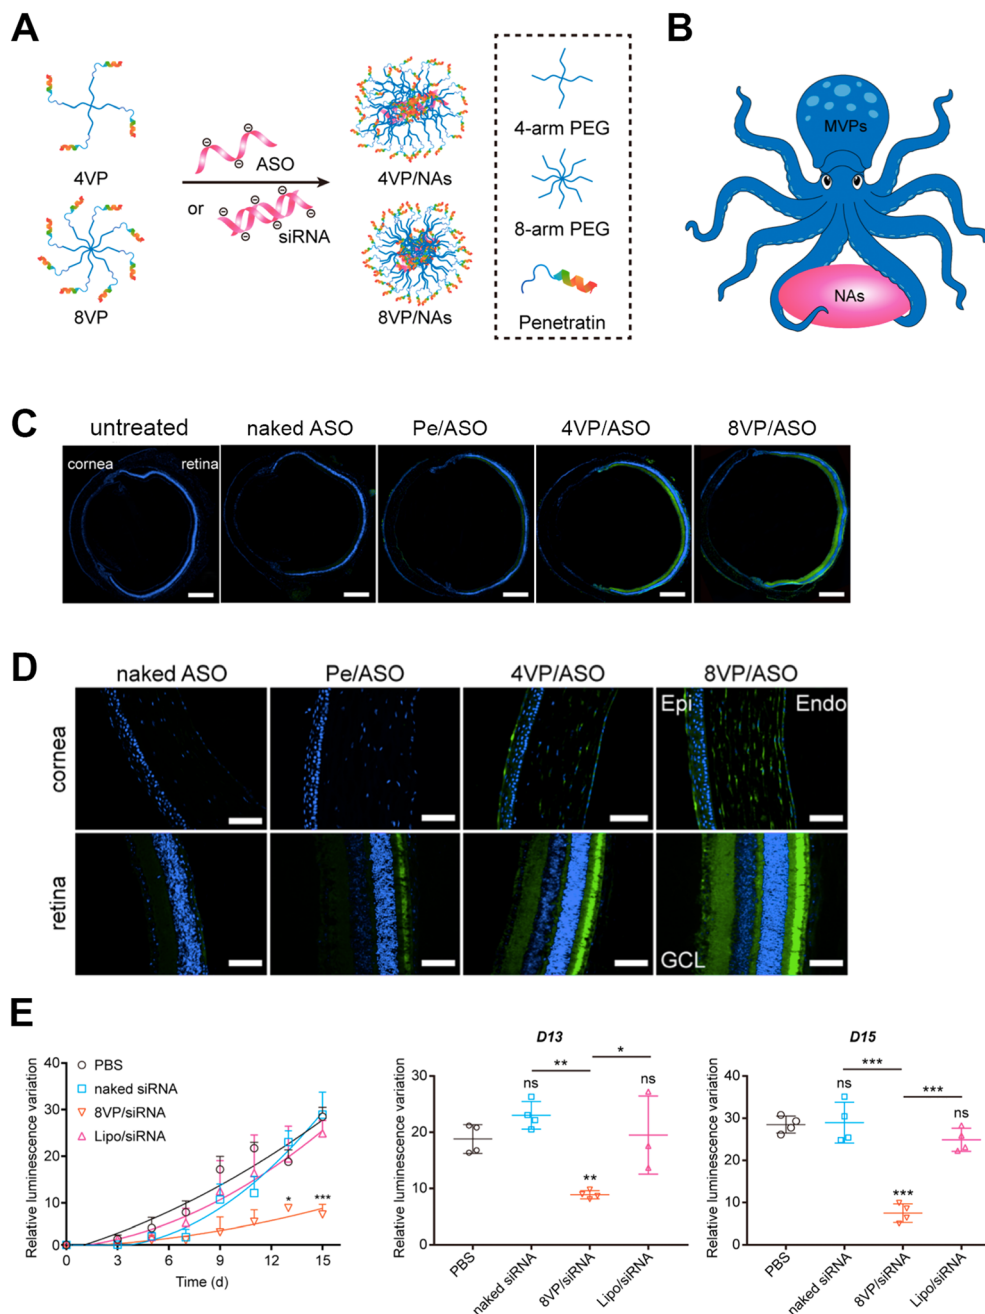 A
B
4VP
ASO
or
siRNA
4VP/NAs
8VP
8VP/NAs
4-arm PEG
8-arm PEG
Penetratin
MVPs
NAs
C
untreated
naked ASO
Pe/ASO
4VP/ASO
8VP/ASO
cornea
retina
D
naked ASO
Pe/ASO
4VP/ASO
8VP/ASO
cornea
Epi
Endo
retina
GCL
E
Relative luminescence variation
40
30
20
10
0
PBS
naked siRNA
8VP/siRNA
Lipo/siRNA
*
***
0
3
6
9
12
15
Time (d)
D13
Relative luminescence variation
30
20
10
0
**
*
ns
ns
**
PBS
naked siRNA
8VP/siRNA
Lipo/siRNA
D15
Relative luminescence variation
40
30
20
10
0
***
***
ns
ns
***
PBS
naked siRNA
8VP/siRNA
Lipo/siRNA